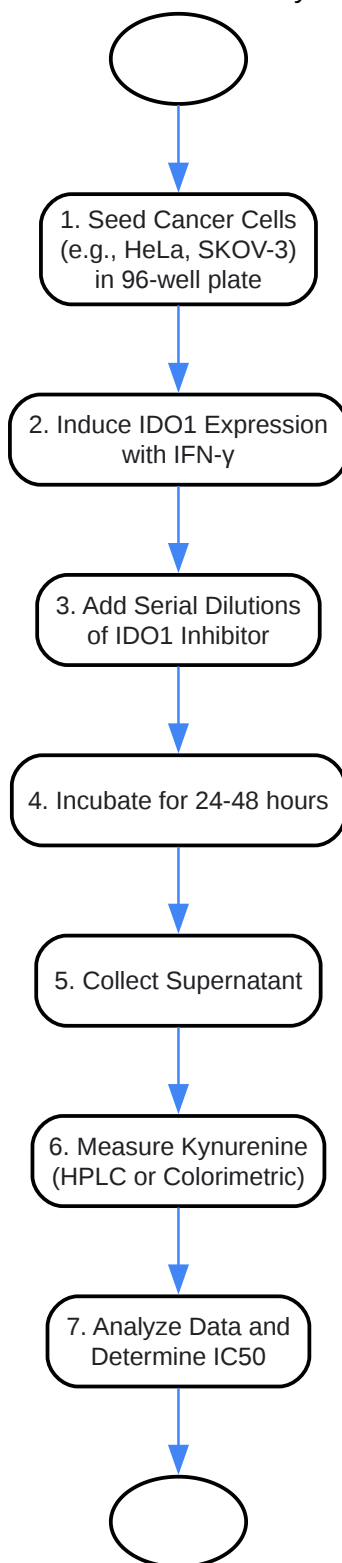 1. Seed Cancer Cells
(e.g., HeLa, SKOV-3)
in 96-well plate
2. Induce IDO1 Expression
with IFN-γ
3. Add Serial Dilutions
of IDO1 Inhibitor
4. Incubate for 24-48 hours
5. Collect Supernatant
6. Measure Kynurenine
(HPLC or Colorimetric)
7. Analyze Data and
Determine IC50